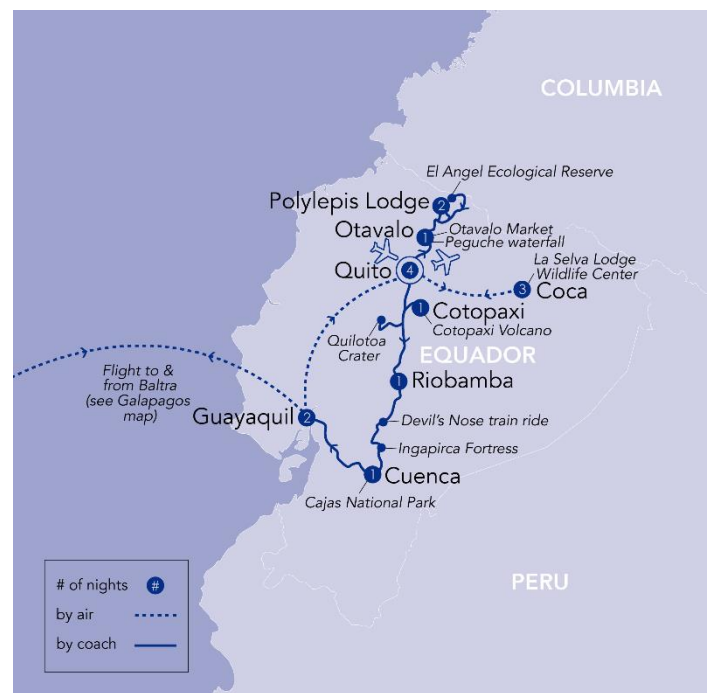 COLUMBIA
El Angel Ecological Reserve
Polylepis Lodge
2
Otavalo
1
Otavalo Market
Peguche waterfall
La Selva Lodge
Wildlife Center
Quito
4
3
Coca
Cotopaxi
1
Cotopaxi Volcano
Quilotoa
Crater
EQUADOR
Riobamba
1
Flight to &
from Baltra
(see Galapagos
map)
Guayaquil
2
Devil's Nose train ride
Ingapirca Fortress
Cuenca
1
Cajas National Park
PERU
# of nights
#
by air
by coach